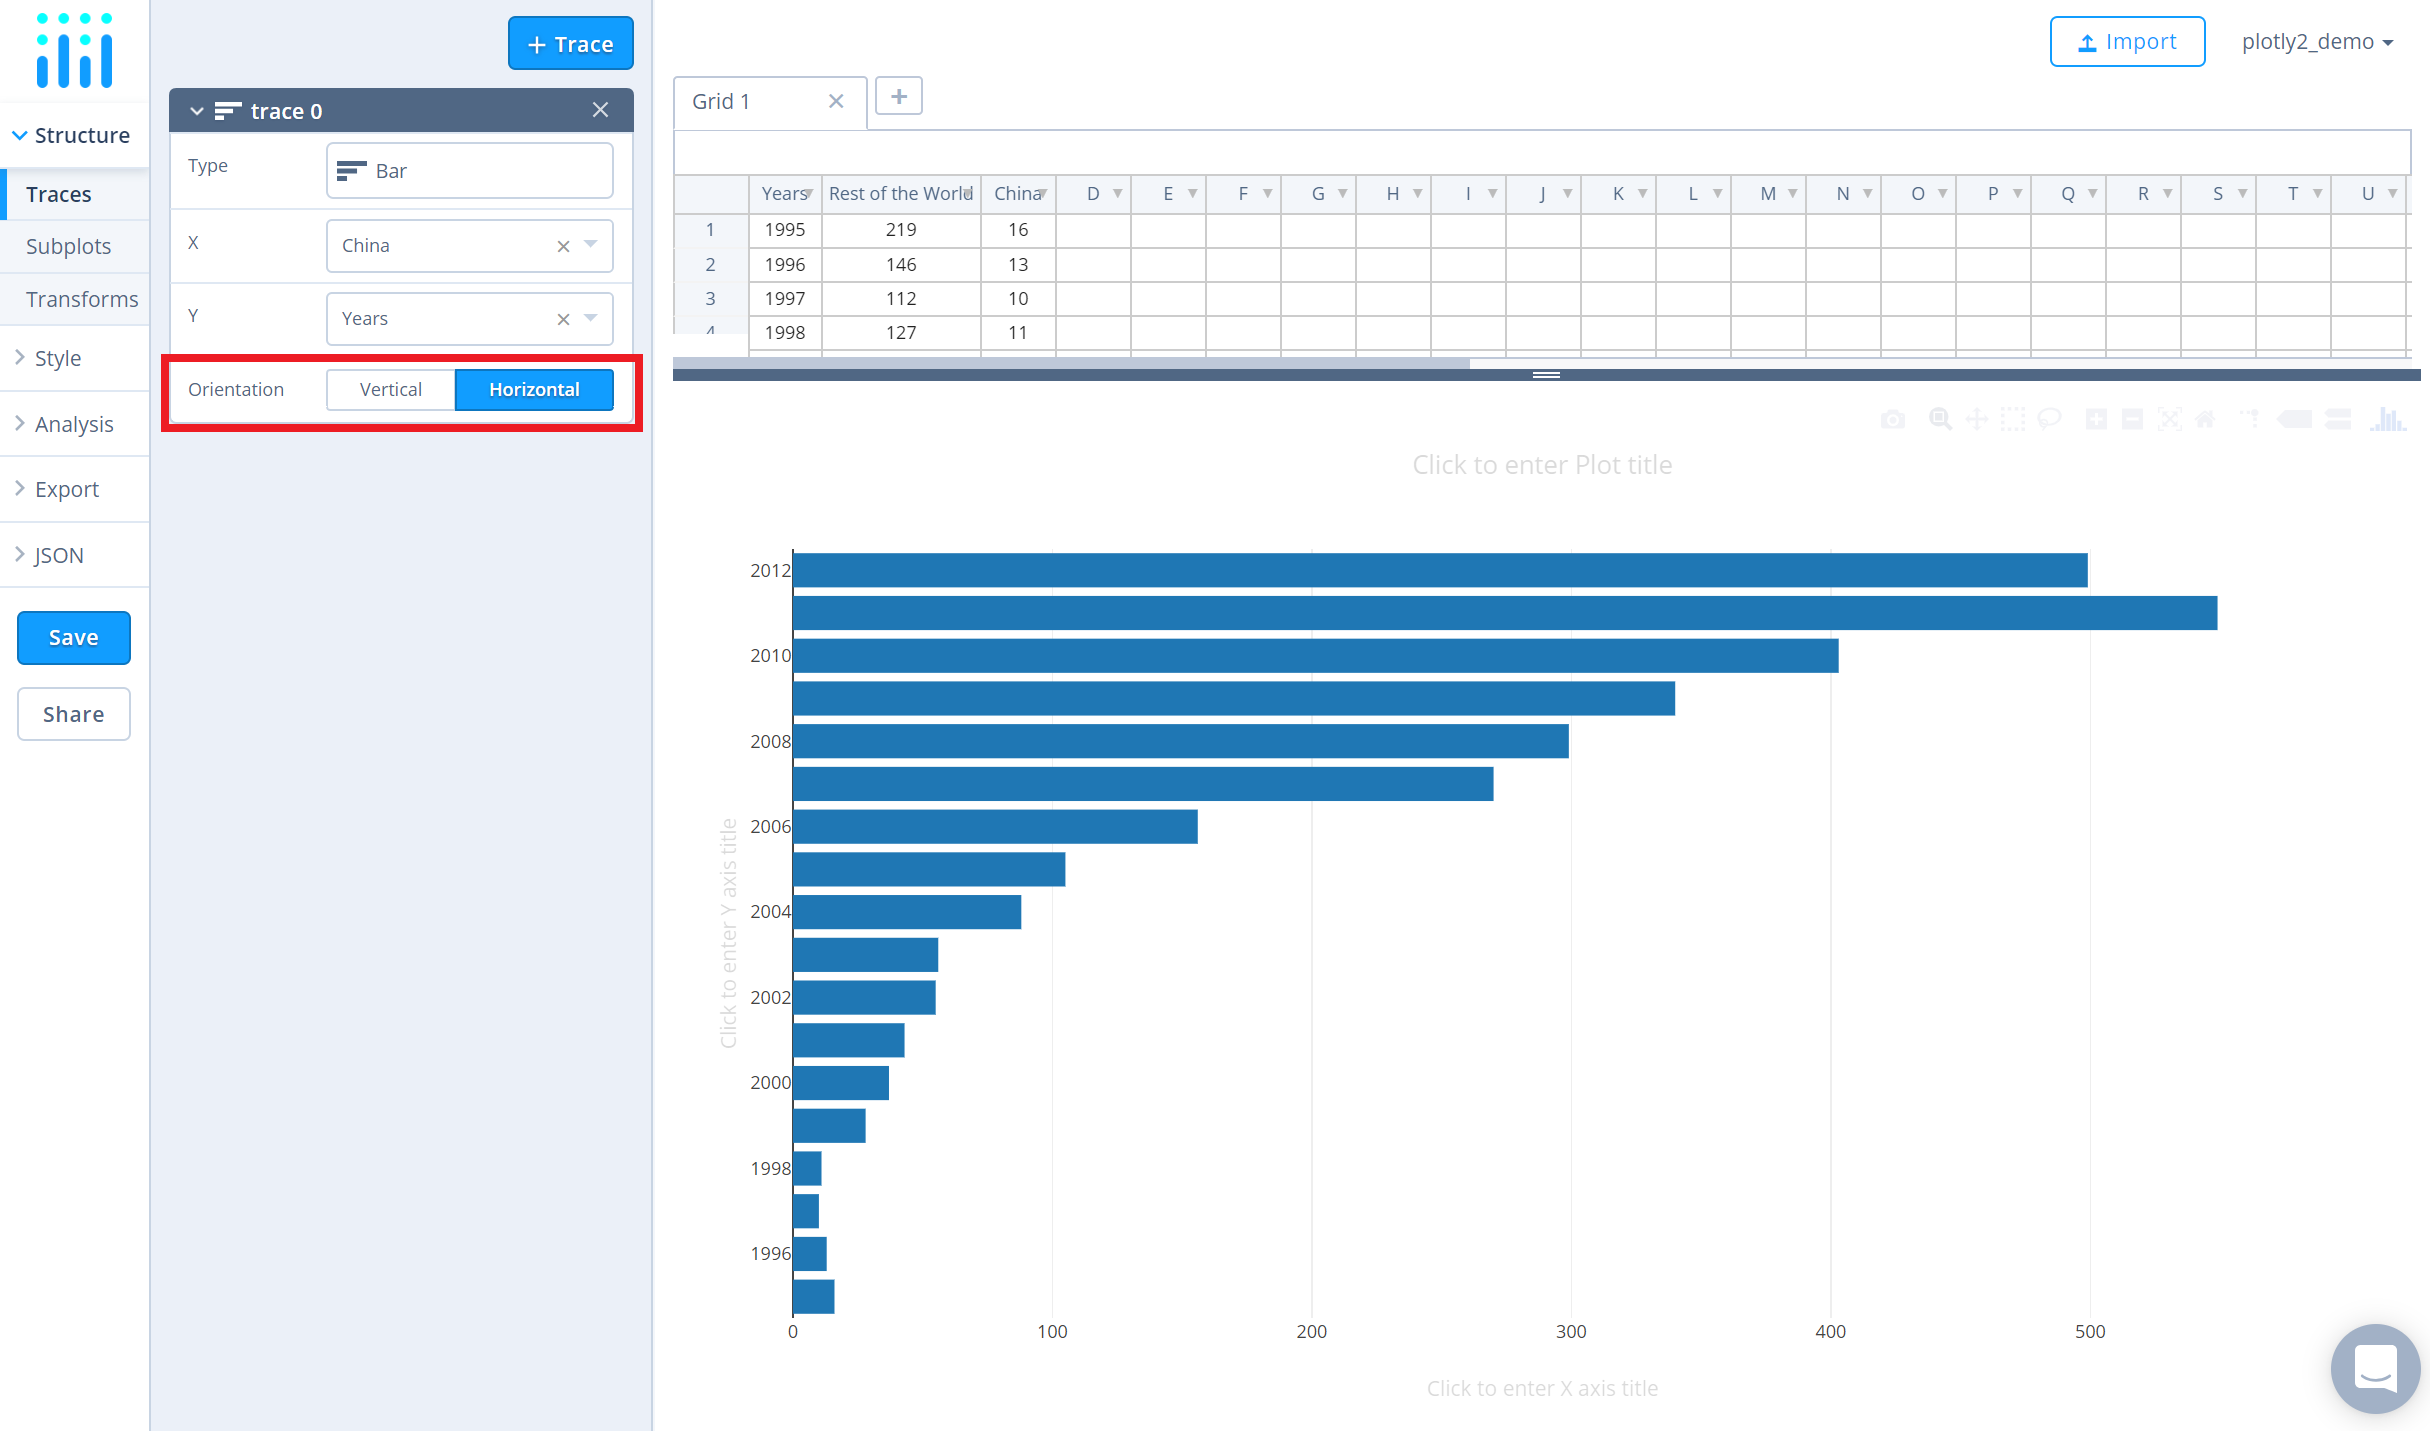 + Trace
Import
plotly2_demo
trace 0
Grid 1
+
Structure
Type
Bar
Traces
Years Rest of the World China D E F G H I J K L M N O P Q R S T U
X
China
1 1995 219 16
Subplots
2 1996 146 13
Transforms
3 1997 112 10
Y
Years
4 1998 127 11
Style
Orientation
Vertical
Horizontal
Analysis
Click to enter Plot title
Export
JSON
2012
Save
2010
Share
2008
2006
Click to enter Y axis title
2004
2002
2000
1998
1996
0 100 200 300 400 500
Click to enter X axis title